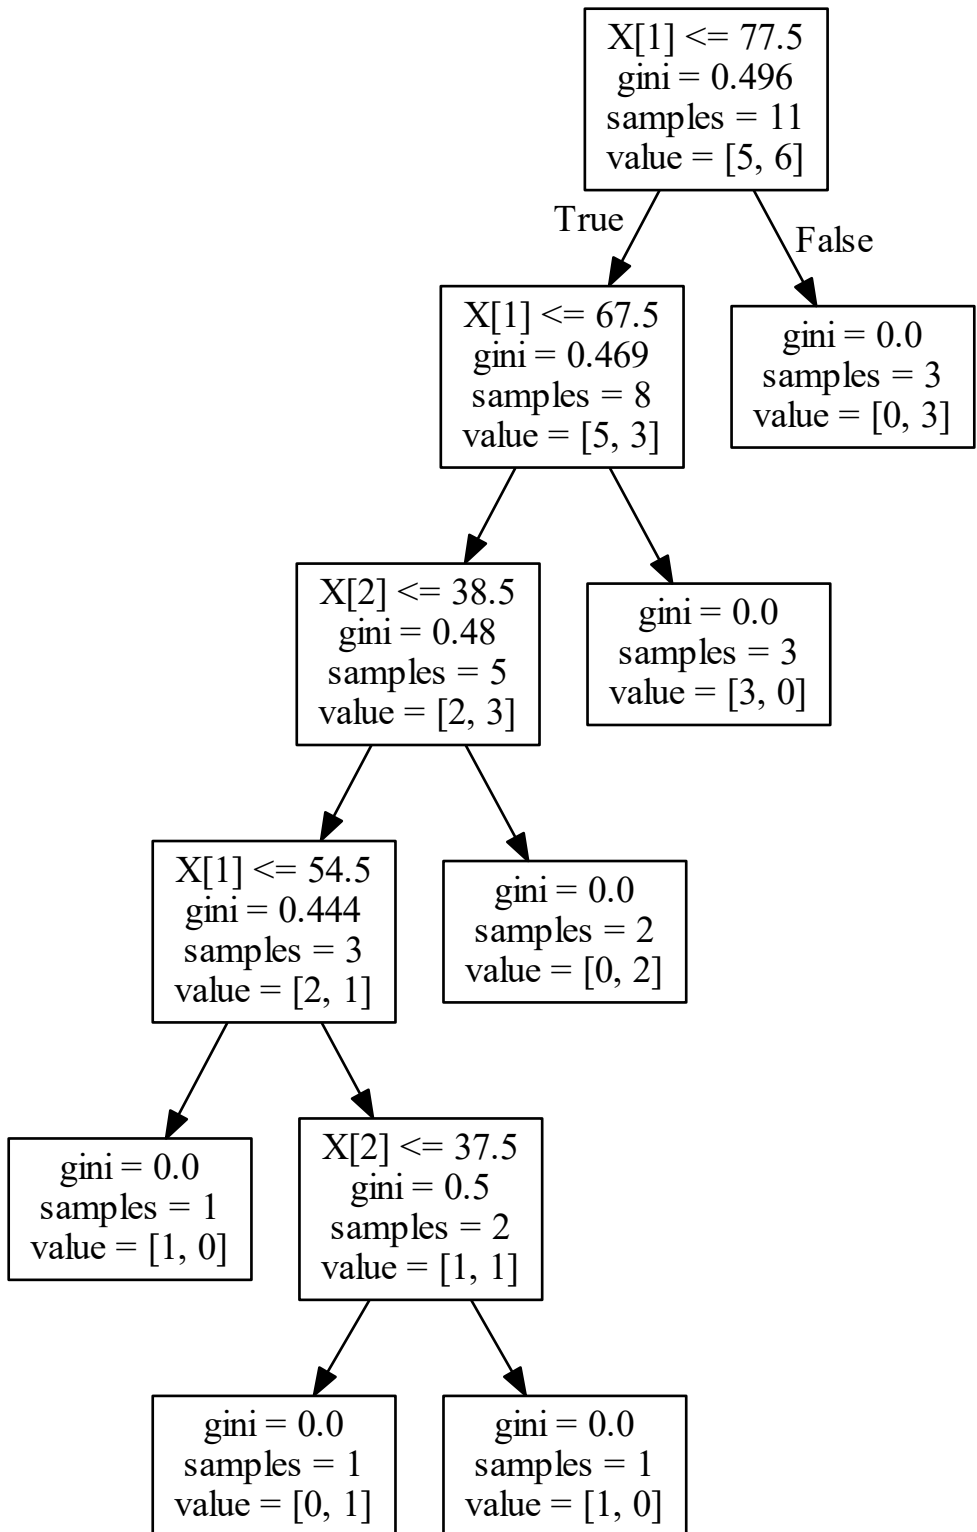 X[1] <= 77.5
gini = 0.496
samples = 11
value = [5, 6]
True
False
X[1] <= 67.5
gini = 0.469
samples = 8
value = [5, 3]
gini = 0.0
samples = 3
value = [0, 3]
X[2] <= 38.5
gini = 0.48
samples = 5
value = [2, 3]
gini = 0.0
samples = 3
value = [3, 0]
X[1] <= 54.5
gini = 0.444
samples = 3
value = [2, 1]
gini = 0.0
samples = 2
value = [0, 2]
gini = 0.0
samples = 1
value = [1, 0]
X[2] <= 37.5
gini = 0.5
samples = 2
value = [1, 1]
gini = 0.0
samples = 1
value = [0, 1]
gini = 0.0
samples = 1
value = [1, 0]